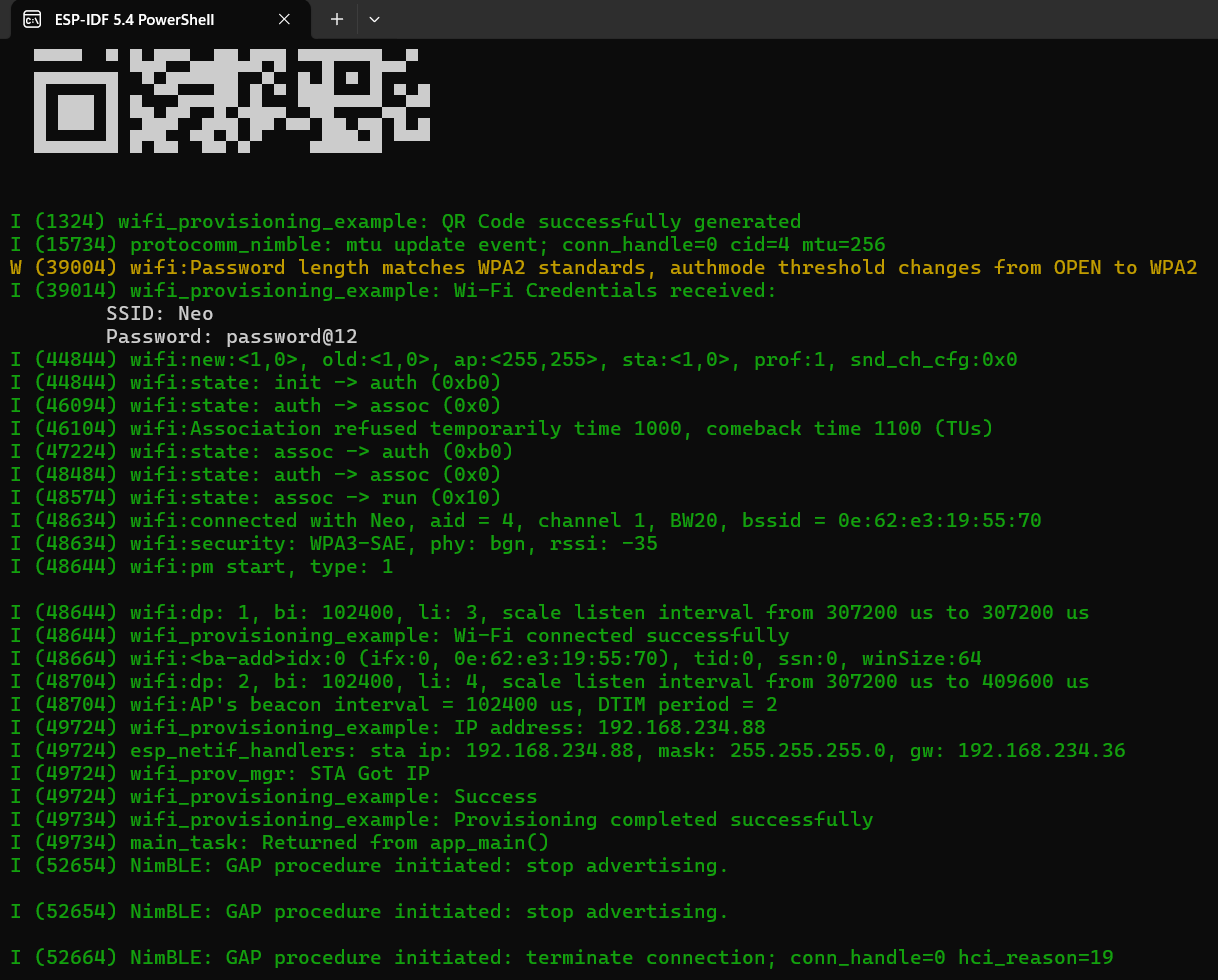 ESP-IDF 5.4 PowerShell
I (1324) wifi_provisioning_example: QR Code successfully generated
I (15734) protocomm_nimble: mtu update event; conn_handle=0 cid=4 mtu=256
W (39004) wifi:Password length matches WPA2 standards, authmode threshold changes from OPEN to WPA2
I (39014) wifi_provisioning_example: Wi-Fi Credentials received:
SSID: Neo
Password: password@12
I (44844) wifi:new:<1,0>, old:<1,0>, ap:<255,255>, sta:<1,0>, prof:1, snd_ch_cfg:0x0
I (44844) wifi:state: init -> auth (0xb0)
I (46094) wifi:state: auth -> assoc (0x0)
I (46104) wifi:Association refused temporarily time 1000, comeback time 1100 (TUs)
I (47224) wifi:state: assoc -> auth (0xb0)
I (48484) wifi:state: auth -> assoc (0x0)
I (48574) wifi:state: assoc -> run (0x10)
I (48634) wifi:connected with Neo, aid = 4, channel 1, BW20, bssid = 0e:62:e3:19:55:70
I (48634) wifi:security: WPA3-SAE, phy: bgn, rssi: -35
I (48644) wifi:pm start, type: 1
I (48644) wifi:dp: 1, bi: 102400, li: 3, scale listen interval from 307200 us to 307200 us
I (48644) wifi_provisioning_example: Wi-Fi connected successfully
I (48664) wifi:<ba-add>idx:0 (ifx:0, 0e:62:e3:19:55:70), tid:0, ssn:0, winSize:64
I (48704) wifi:dp: 2, bi: 102400, li: 4, scale listen interval from 307200 us to 409600 us
I (48704) wifi:AP's beacon interval = 102400 us, DTIM period = 2
I (49724) wifi_provisioning_example: IP address: 192.168.234.88
I (49724) esp_netif_handlers: sta ip: 192.168.234.88, mask: 255.255.255.0, gw: 192.168.234.36
I (49724) wifi_prov_mgr: STA Got IP
I (49724) wifi_provisioning_example: Success
I (49734) wifi_provisioning_example: Provisioning completed successfully
I (49734) main_task: Returned from app_main()
I (52654) NimBLE: GAP procedure initiated: stop advertising.
I (52654) NimBLE: GAP procedure initiated: stop advertising.
I (52664) NimBLE: GAP procedure initiated: terminate connection; conn_handle=0 hci_reason=19